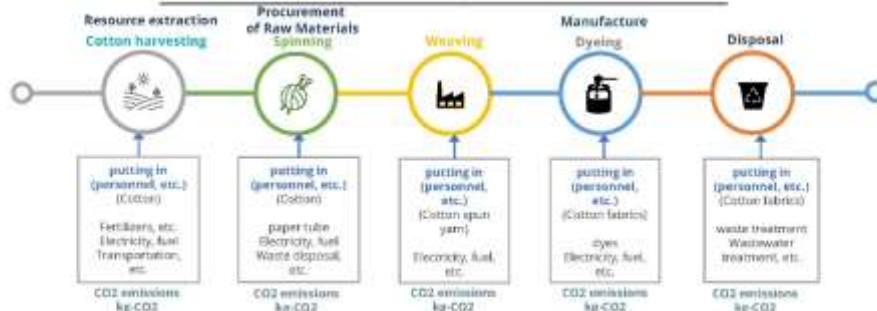 Resource extraction
Cotton harvesting
Procurement
of Raw Materials
Spinning
Weaving
Manufacture
Dyeing
Disposal
putting in
(personnel, etc.)
(Cotton)
Fertilizers, etc.
Electricity, fuel
Transportation,
etc.
CO2 emissions
kg-CO2
putting in
(personnel, etc.)
(Cotton)
paper tube
Electricity, fuel
Waste disposal,
etc.
CO2 emissions
kg-CO2
putting in
(personnel,
etc.)
(Cotton spun
yarn)
Electricity, fuel,
etc.
CO2 emissions
kg-CO2
putting in
(personnel, etc.)
(Cotton fabrics)
dyes
Electricity, fuel,
etc.
CO2 emissions
kg-CO2
putting in
(personnel, etc.)
(Cotton fabrics)
waste treatment
Wastewater
treatment, etc.
CO2 emissions
kg-CO2